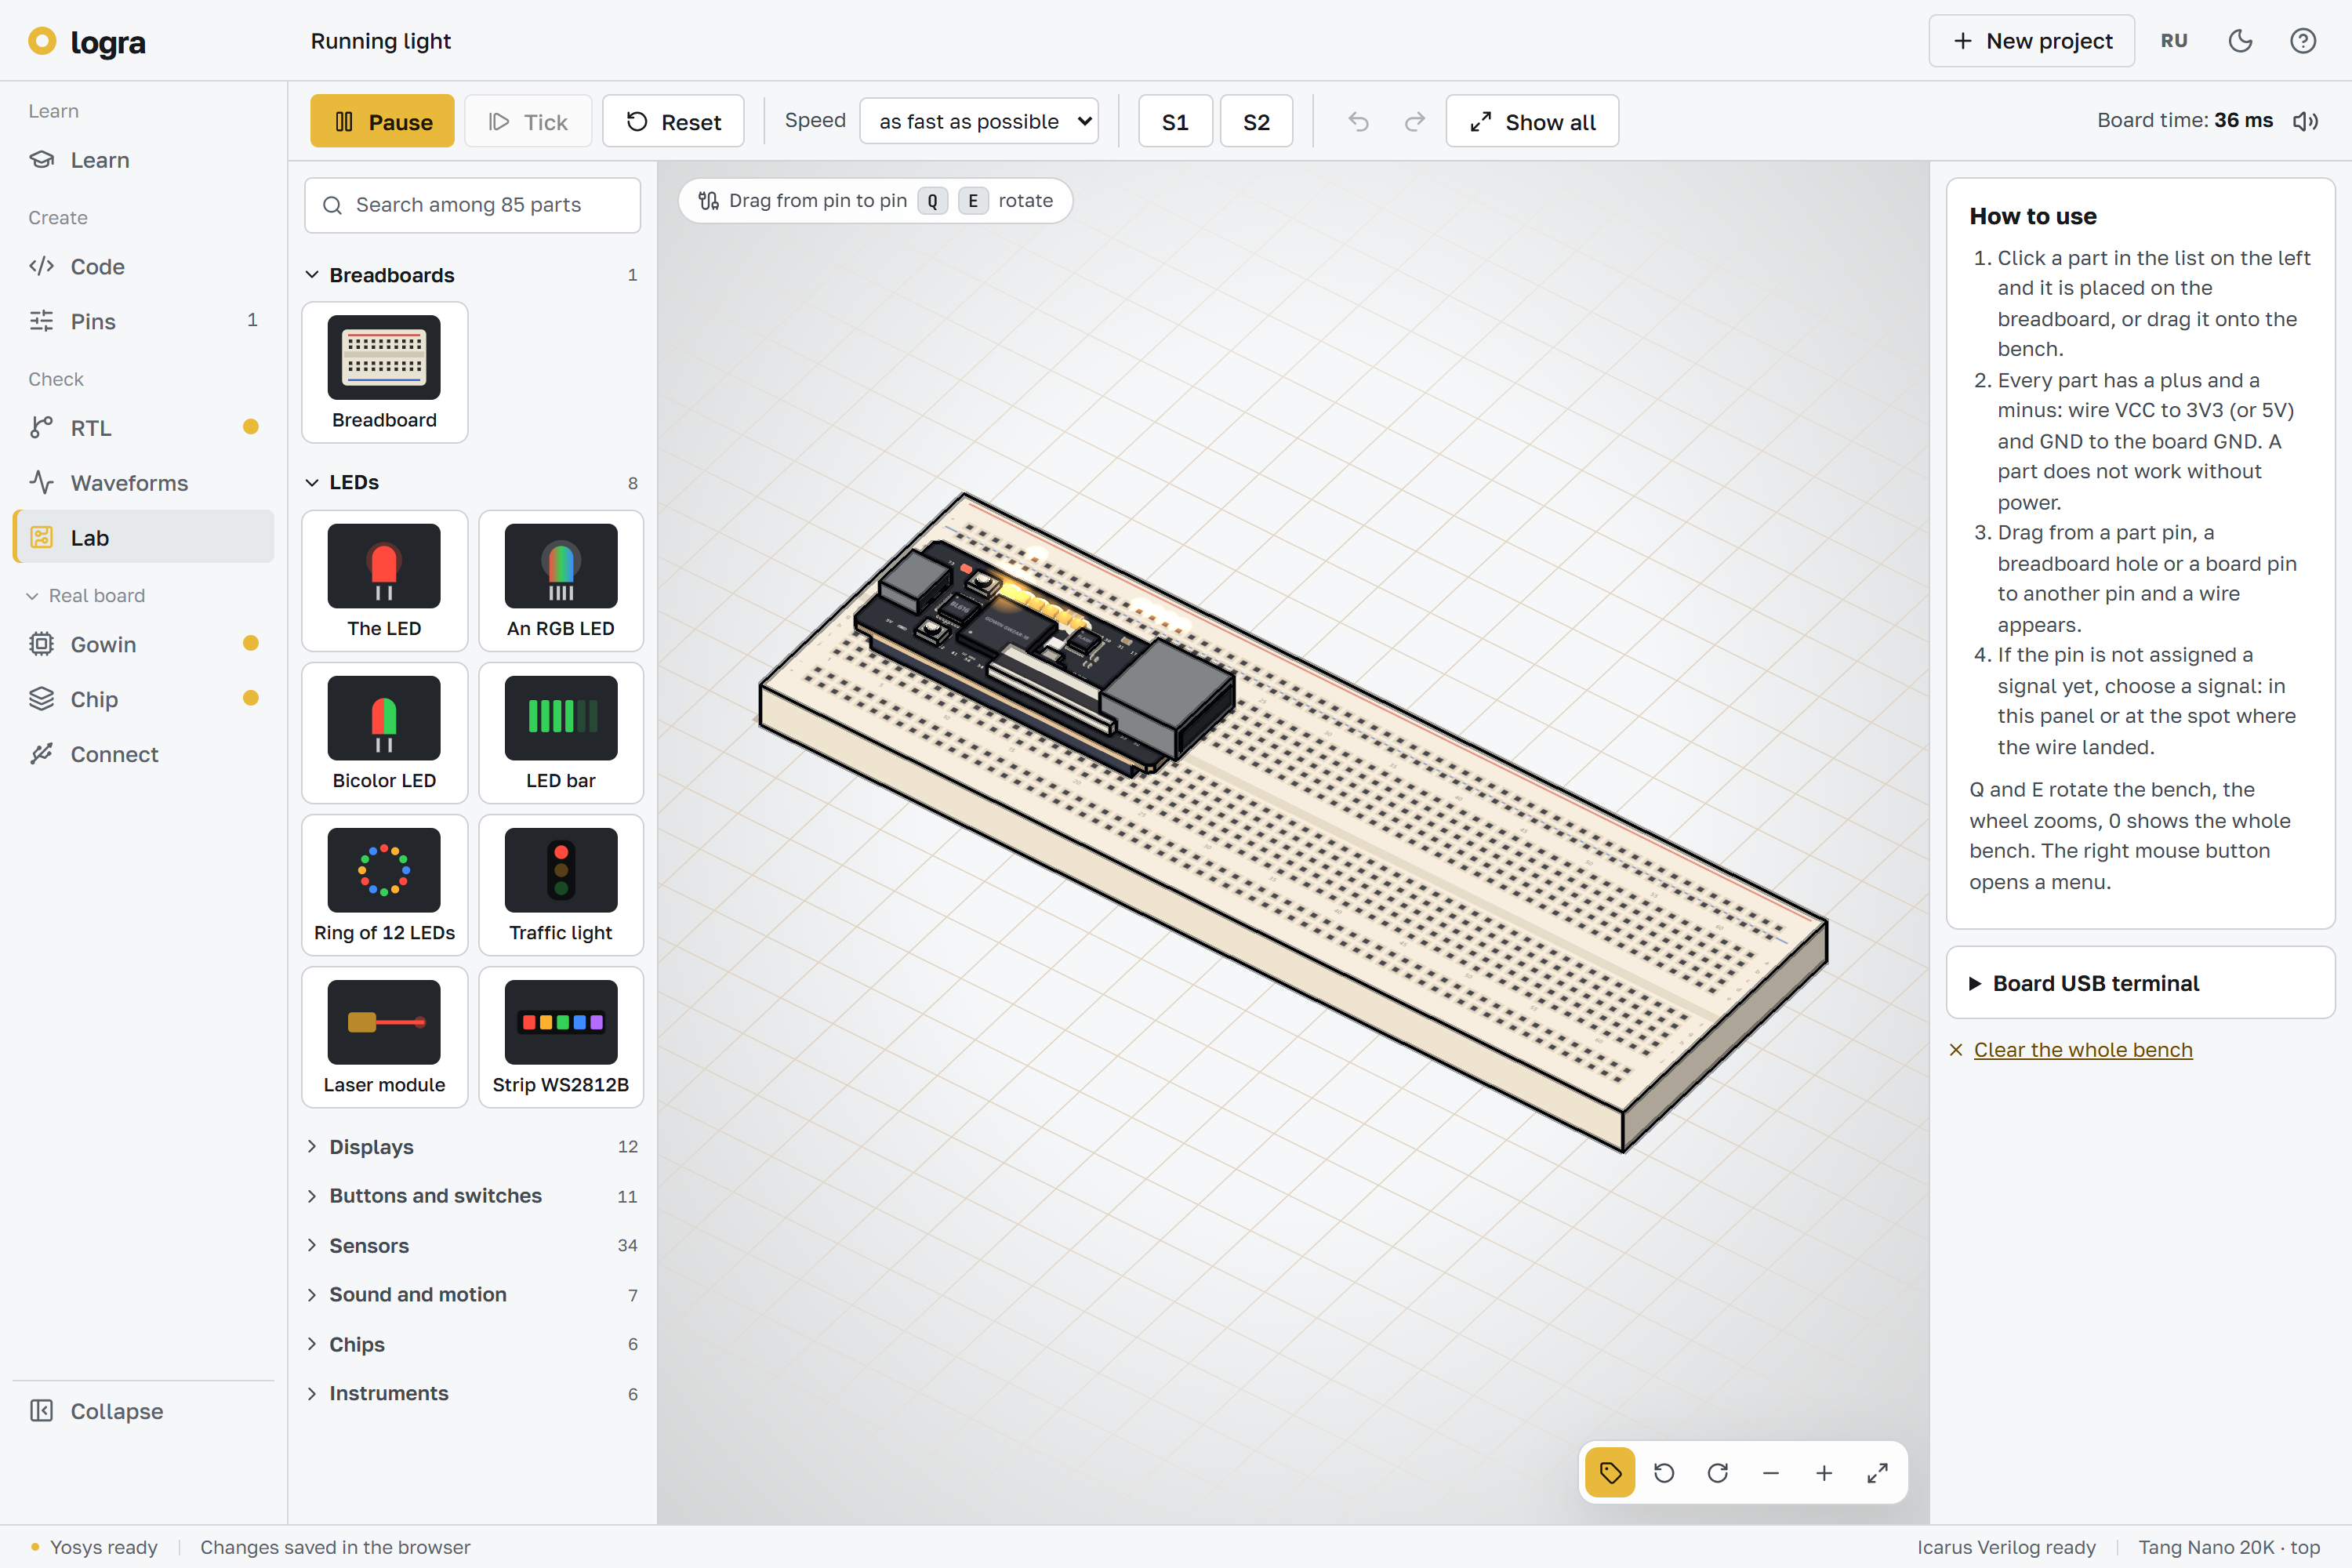 logra
Running light
New project
RU
Learn
Learn
Create
Code
Pins 1
Check
RTL
Waveforms
Lab
Real board
Gowin
Chip
Connect
Collapse
Pause
Tick
Reset
Speed
as fast as possible
S1
S2
Show all
Board time: 36 ms
Search among 85 parts
Breadboards 1
Breadboard
LEDs 8
The LED
An RGB LED
Bicolor LED
LED bar
Ring of 12 LEDs
Traffic light
Laser module
Strip WS2812B
Displays 12
Buttons and switches 11
Sensors 34
Sound and motion 7
Chips 6
Instruments 6
Drag from pin to pin Q E rotate
How to use
1. Click a part in the list on the left
and it is placed on the
breadboard, or drag it onto the
bench.
2. Every part has a plus and a
minus: wire VCC to 3V3 (or 5V)
and GND to the board GND. A
part does not work without
power.
3. Drag from a part pin, a
breadboard hole or a board pin
to another pin and a wire
appears.
4. If the pin is not assigned a
signal yet, choose a signal: in
this panel or at the spot where
the wire landed.
Q and E rotate the bench, the
wheel zooms, 0 shows the whole
bench. The right mouse button
opens a menu.
Board USB terminal
Clear the whole bench
Yosys ready
Changes saved in the browser
Icarus Verilog ready
Tang Nano 20K · top